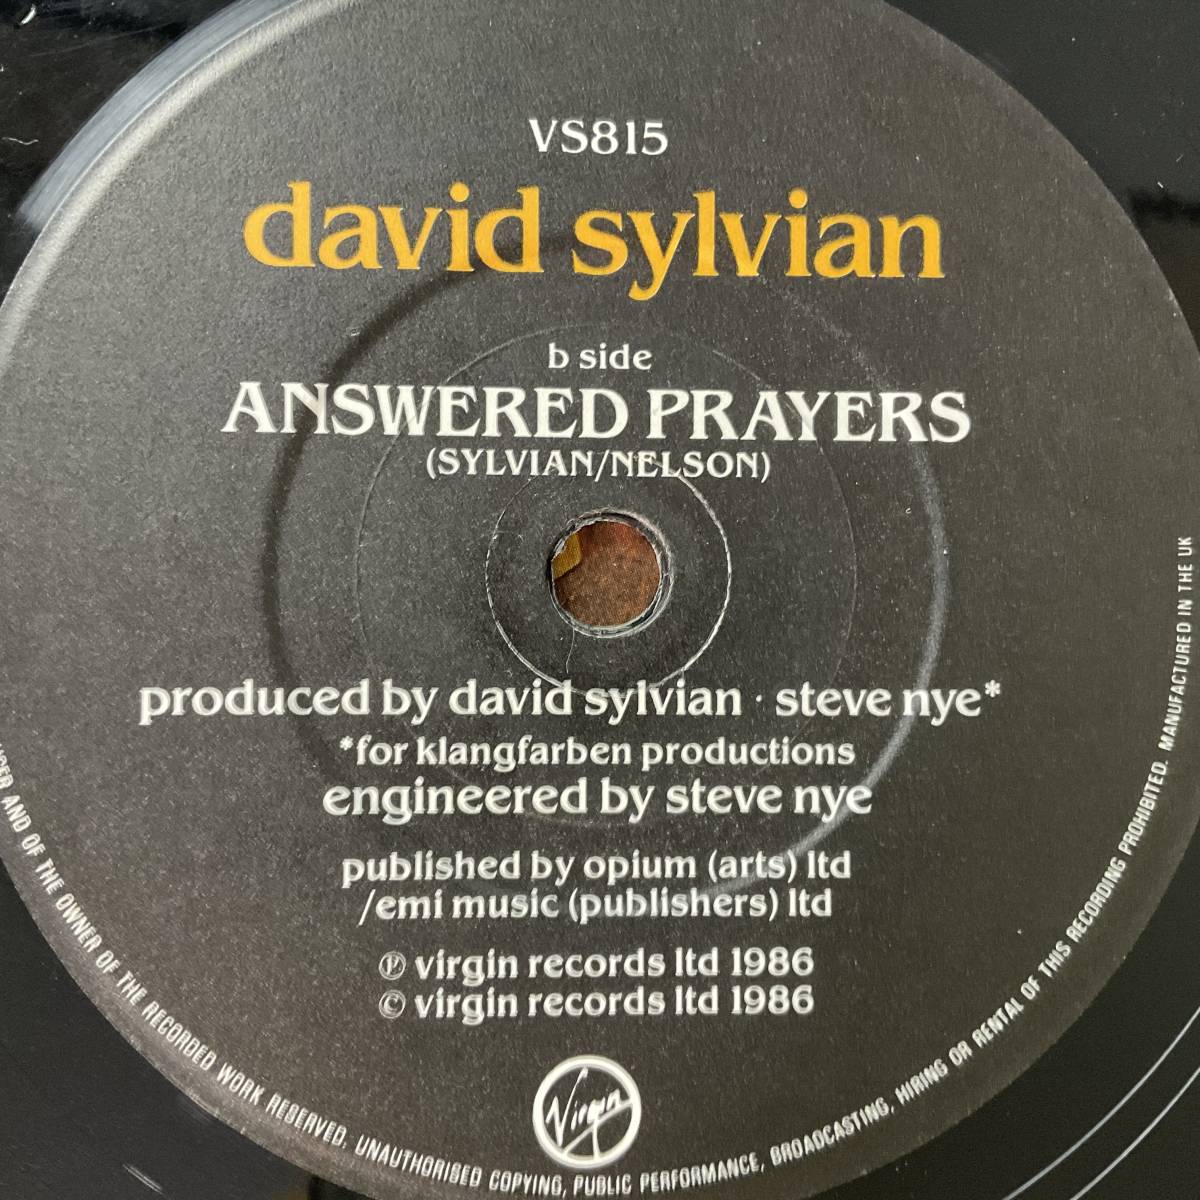 VS815
david sylvian
b side
ANSWERED PRAYERS
(SYLVIAN/NELSON)
produced by david sylvian · steve nye*
*for klangfarben productions
engineered by steve nye
published by opium (arts) ltd
/emi music (publishers) ltd
℗ virgin records ltd 1986
© virgin records ltd 1986
Virgin
AND OF THE OWNER OF THE RECORDED WORK RESERVED. UNAUTHORISED COPYING, PUBLIC PERFORMANCE, BROADCASTING, HIRING OR RENTAL OF THIS RECORDING PROHIBITED. MANUFACTURED IN THE UK